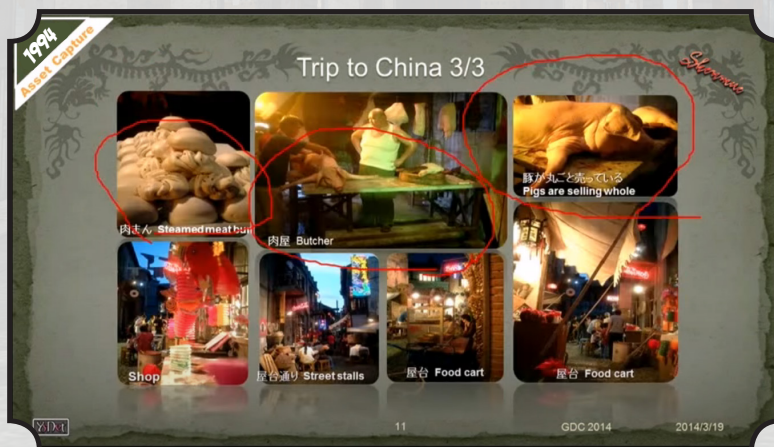 1994
Asset Capture
Trip to China 3/3
Shenmue
肉まん Steamed meat bun
肉屋 Butcher
豚が丸ごと売っている
Pigs are selling whole
Shop
屋台通り Street stalls
屋台 Food cart
屋台 Food cart
YSNET
11
GDC 2014
2014/3/19